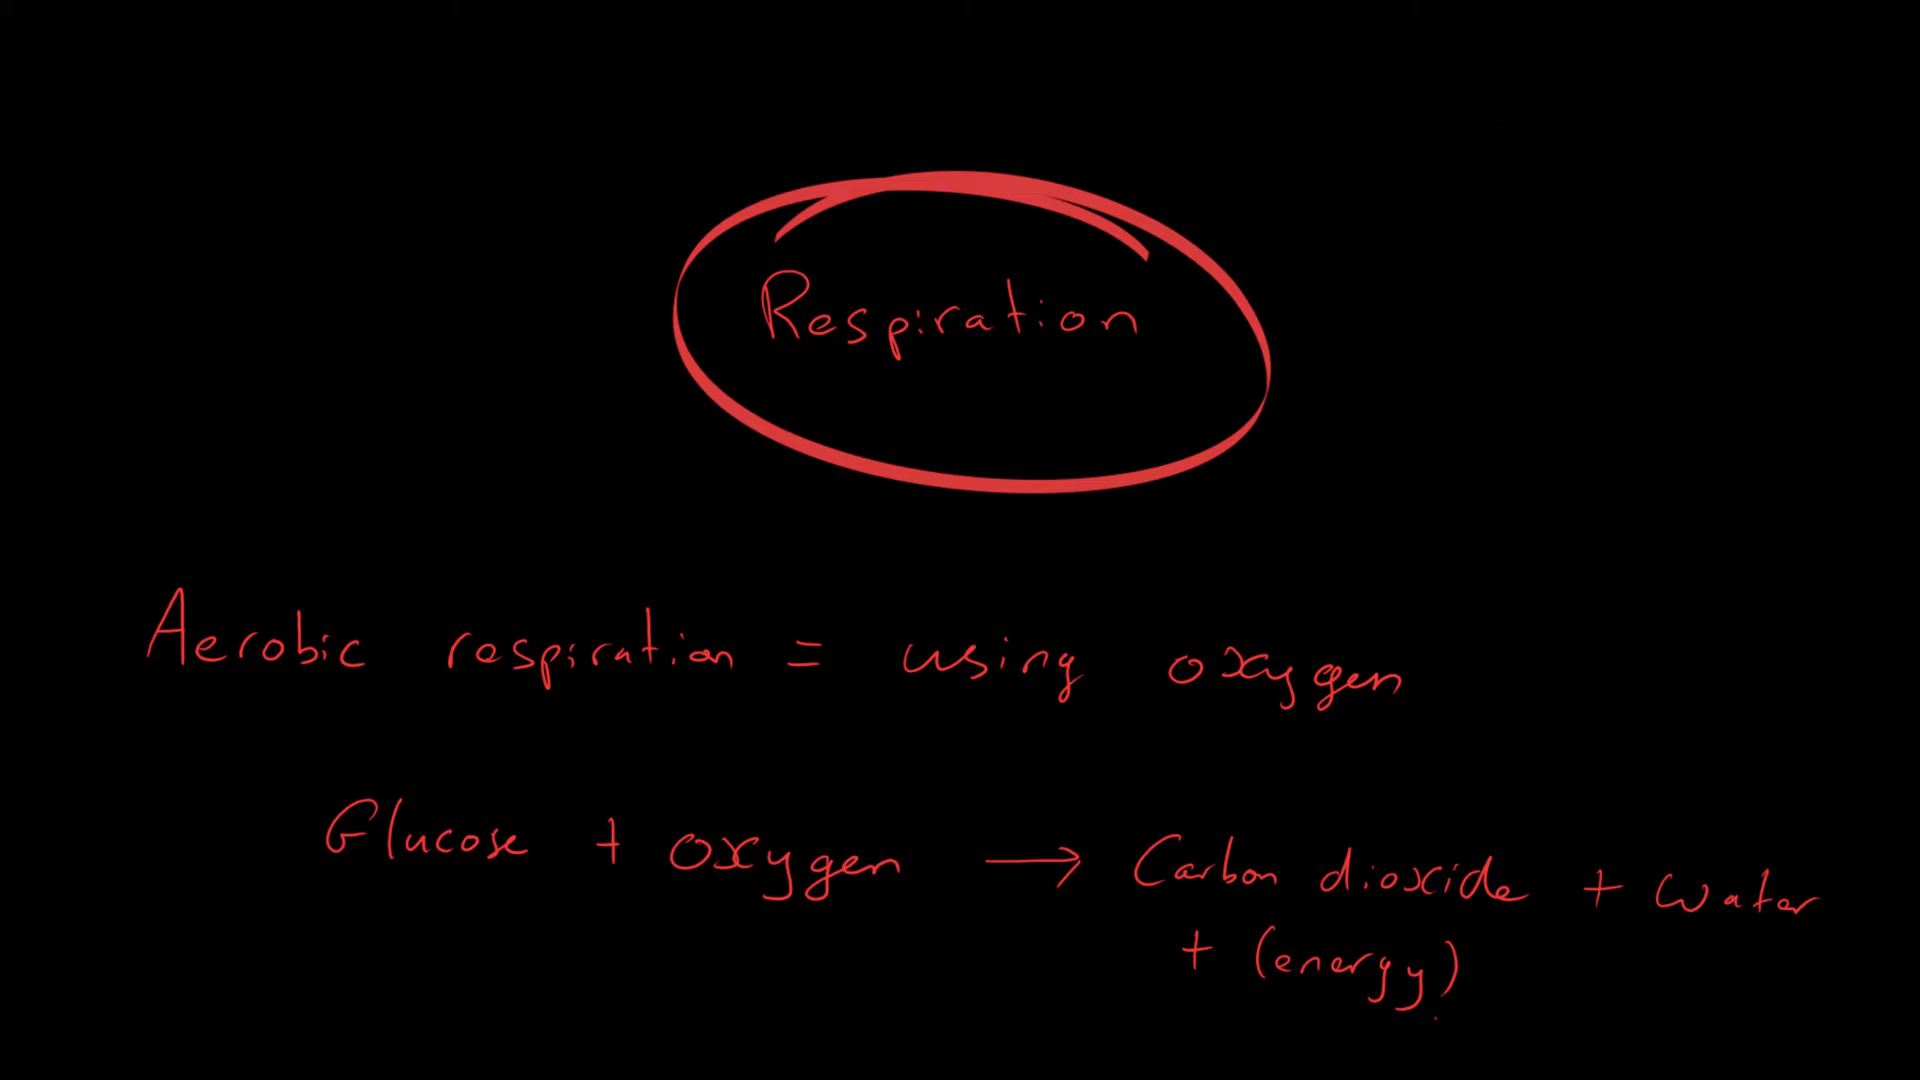 Respiration
Aerobic respiration = using oxygen
Glucose + oxygen → Carbon dioxide + water
+ (energy)